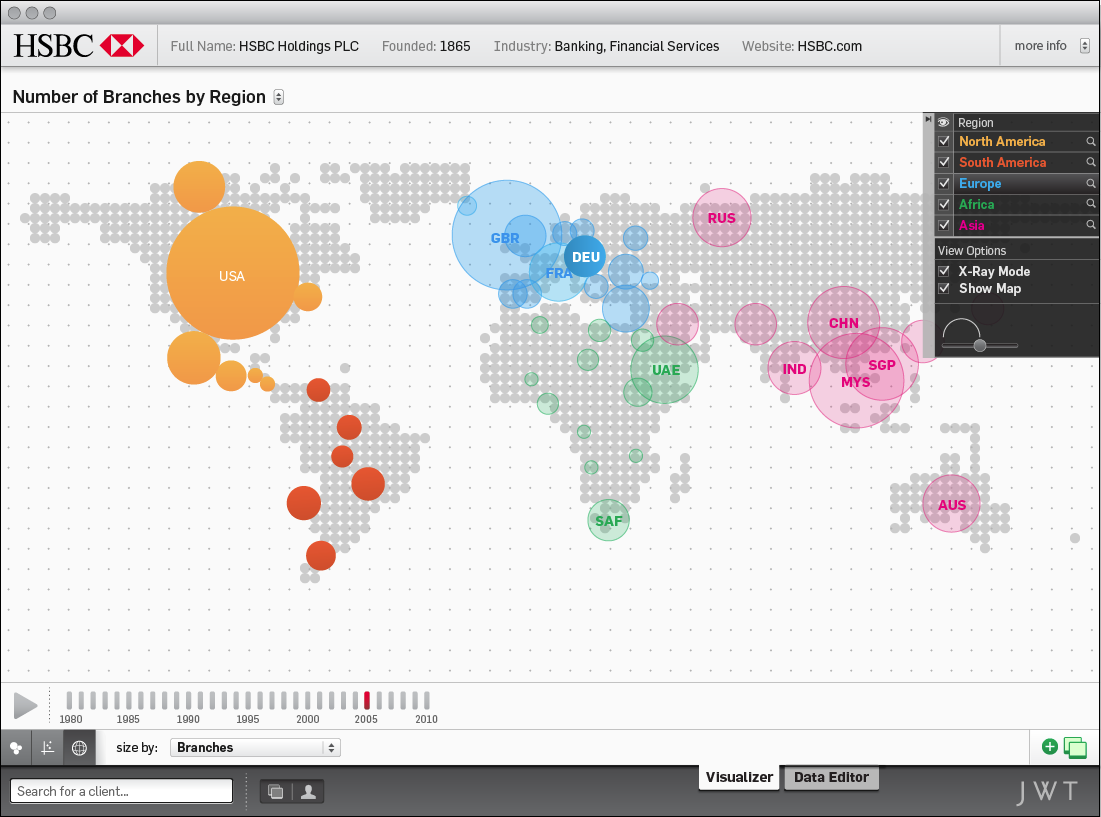 HSBC
Full Name: HSBC Holdings PLC Founded: 1865 Industry: Banking, Financial Services Website: HSBC.com more info
Number of Branches by Region
Region
North America
South America
Europe
Africa
Asia
View Options
X-Ray Mode
Show Map
RUS
GBR
DEU
FRA
USA
CHN
SGP
IND
UAE
MYS
AUS
SAF
1980 1985 1990 1995 2000 2005 2010
size by: Branches
Visualizer Data Editor
Search for a client...
JWT